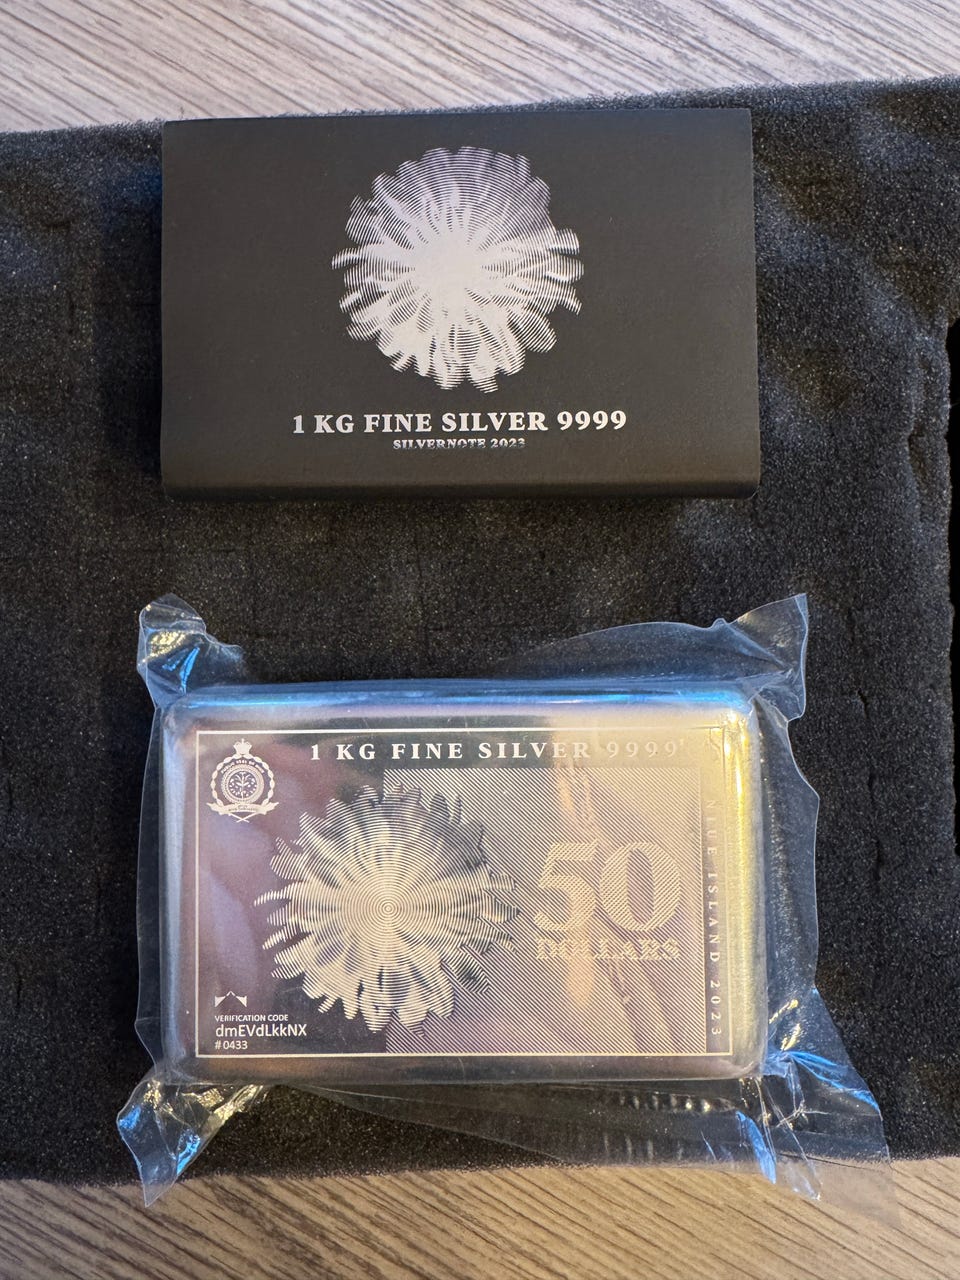 1 KG FINE SILVER 9999
SILVERNOTE 2023
1 KG FINE SILVER 9999
50
DOLLARS
NIUE ISLAND 2023
VERIFICATION CODE
dmEVdLkkNX
#0433